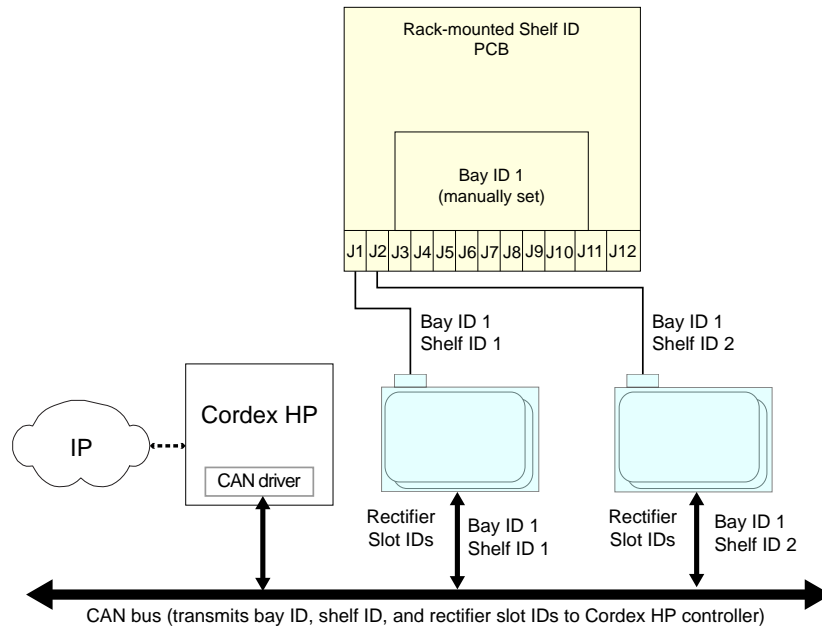 Rack-mounted Shelf ID
PCB
Bay ID 1
(manually set)
J1 J2 J3 J4 J5 J6 J7 J8 J9 J10 J11 J12
Bay ID 1
Shelf ID 1
Bay ID 1
Shelf ID 2
IP
Cordex HP
CAN driver
Rectifier
Slot IDs
Bay ID 1
Shelf ID 1
Rectifier
Slot IDs
Bay ID 1
Shelf ID 2
CAN bus (transmits bay ID, shelf ID, and rectifier slot IDs to Cordex HP controller)